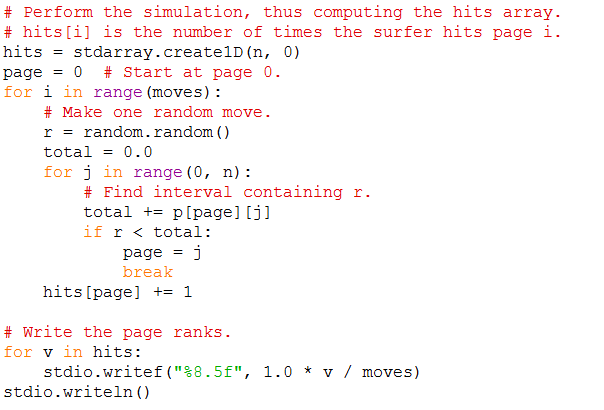 # Perform the simulation, thus computing the hits array.
# hits[i] is the number of times the surfer hits page i.
hits = stdarray.create1D(n, 0)
page = 0  # Start at page 0.
for i in range(moves):
    # Make one random move.
    r = random.random()
    total = 0.0
    for j in range(0, n):
        # Find interval containing r.
        total += p[page][j]
        if r < total:
            page = j
            break
    hits[page] += 1

# Write the page ranks.
for v in hits:
    stdio.writef("%8.5f", 1.0 * v / moves)
stdio.writeln()